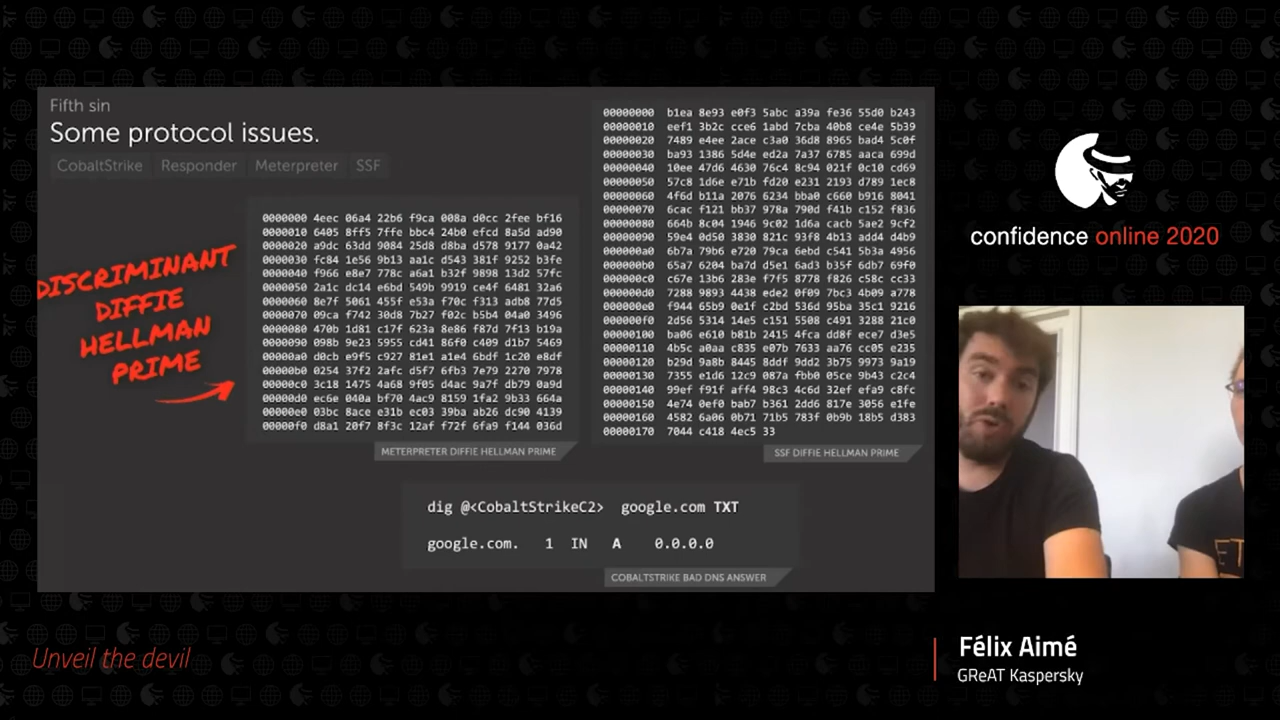 Fifth sin
Some protocol issues.
CobaltStrike Responder Meterpreter SSF
DISCRIMINANT
DIFFIE
HELLMAN
PRIME
0000000 4eec 06a4 22b6 f9ca 008a d0cc 2fee bf16
0000010 6405 8ff5 7ffe bbc4 24b0 efcd 8a5d ad90
0000020 a9dc 63dd 9084 25d8 d8ba d578 9177 0a42
0000030 fc84 1e56 9b13 aa1c d543 381f 9252 b3fe
0000040 f966 e8e7 778c a6a1 b32f 9898 13d2 57fc
0000050 2a1c dc14 e6bd 549b 9919 ce4f 6481 32a6
0000060 8e7f 5061 455f e53a f70c f313 adb8 77d5
0000070 09ca f742 30d8 7b27 f02c b5b4 04a0 3496
0000080 470b 1d81 c17f 623a 8e86 f87d 7f13 b19a
0000090 098b 9e23 5955 cd41 86f0 c409 d1b7 5469
00000a0 d0cb e9f5 c927 81e1 a1e4 6bdf 1c20 e8df
00000b0 0254 37f2 2afc d5f7 6fb3 7e79 2270 7978
00000c0 3c18 1475 4a68 9f05 d4ac 9a7f db79 0a9d
00000d0 ec6e 040a bf70 4ac9 8159 1fa2 9b33 664a
00000e0 03bc 8ace e31b ec03 39ba ab26 dc90 4139
00000f0 d8a1 20f7 8f3c 12af f72f 6fa9 f144 036d
METERPRETER DIFFIE HELLMAN PRIME
00000000 b1ea 8e93 e0f3 5abc a39a fe36 55d0 b243
00000010 eef1 3b2c cce6 1abd 7cba 40b8 ce4e 5b39
00000020 7489 e4ee 2ace c3a0 36d8 8965 bad4 5c0f
00000030 ba93 1386 5d4e ed2a 7a37 6785 aaca 699d
00000040 10ee 47d6 4630 76c4 8c94 021f 0c10 cd69
00000050 57c8 1d6e e71b fd20 e231 2193 d789 1ec8
00000060 4f6d b11a 2076 6234 bba0 c660 b916 8041
00000070 6cac f121 bb37 978a 790d f41b c152 f836
00000080 664b 8c04 1946 9c02 1d6a cacb 5ae2 9cf2
00000090 59e4 0d50 3830 821c 93f8 4b13 add4 d4b9
000000a0 6b7a 79b6 e720 79ca 6ebd c541 5b3a 4956
000000b0 65a7 6204 ba7d d5e1 6ad3 b35f 6db7 69f0
000000c0 c67e 13b6 283e f7f5 8778 f826 c58c cc33
000000d0 7288 9893 4438 ede2 0f09 7bc3 4b09 a778
000000e0 f944 65b9 0e1f c2bd 536d 95ba 35c1 9216
000000f0 2d56 5314 14e5 c151 5508 c491 3288 21c0
00000100 ba06 e610 b81b 2415 4fca dd8f ece7 d3e5
00000110 4b5c a0aa c835 e07b 7633 aa76 cc05 e235
00000120 b29d 9a8b 8445 8ddf 9dd2 3b75 9973 9a19
00000130 7355 e1d6 12c9 087a fbb0 05ce 9b43 c2c4
00000140 99ef f91f aff4 98c3 4c6d 32ef efa9 c8fc
00000150 4e74 0ef0 bab7 b361 2dd6 817e 3056 e1fe
00000160 4582 6a06 0b71 71b5 783f 0b9b 18b5 d383
00000170 7044 c418 4ec5 33
SSF DIFFIE HELLMAN PRIME
dig @<CobaltStrikeC2> google.com TXT
google.com. 1 IN A 0.0.0.0
COBALTSTRIKE BAD DNS ANSWER
confidence online 2020
Unveil the devil
Félix Aimé
GReAT Kaspersky